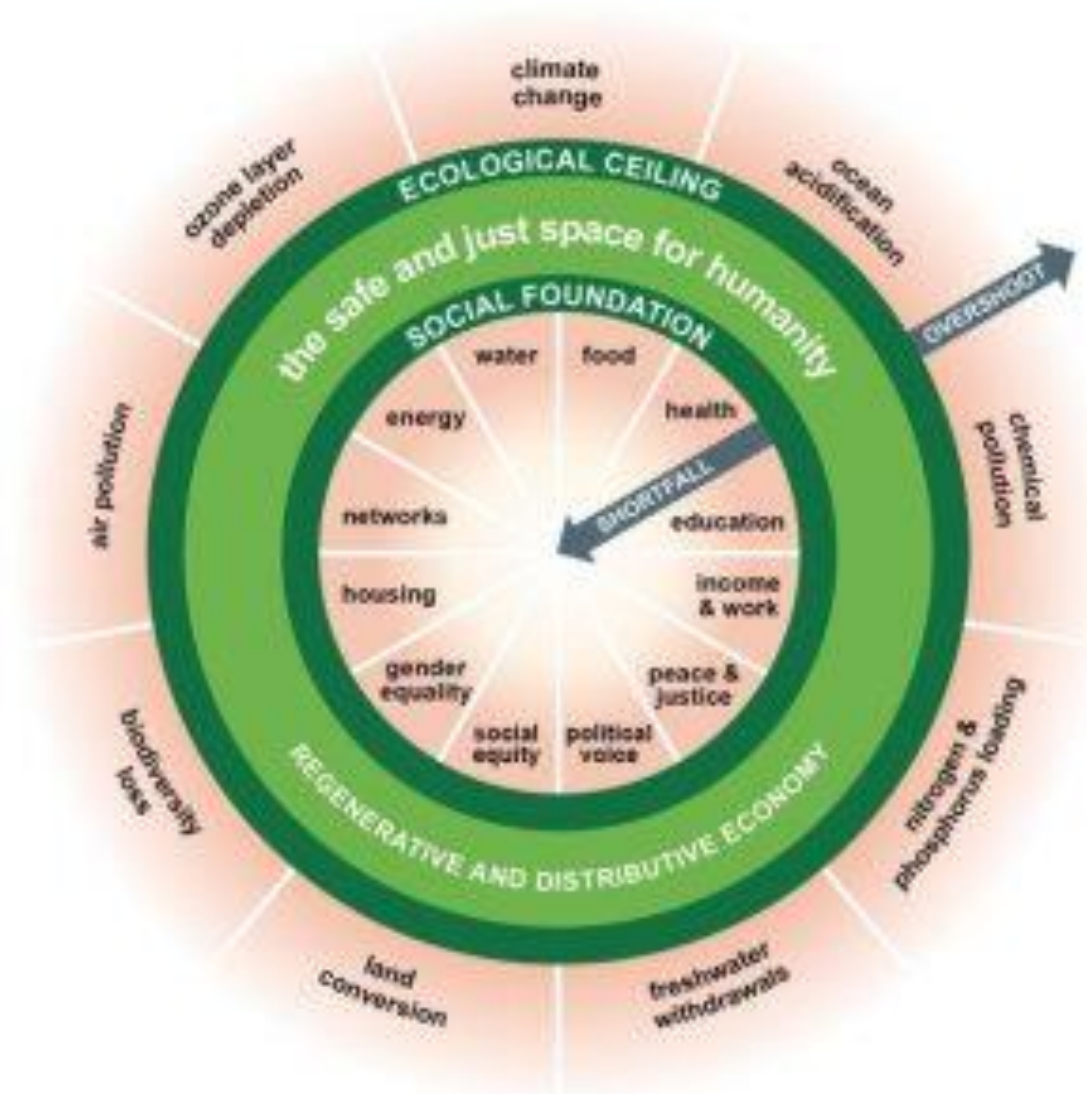 climate
change
ocean
acidification
OVERSHOOT
chemical
pollution
nitrogen &
phosphorus loading
freshwater
withdrawals
land
conversion
biodiversity
loss
air pollution
ozone layer
depletion
ECOLOGICAL CEILING
the safe and just space for humanity
SOCIAL FOUNDATION
water
food
health
SHORTFALL
education
income
& work
peace &
justice
political
voice
social
equity
gender
equality
housing
networks
energy
REGENERATIVE AND DISTRIBUTIVE ECONOMY